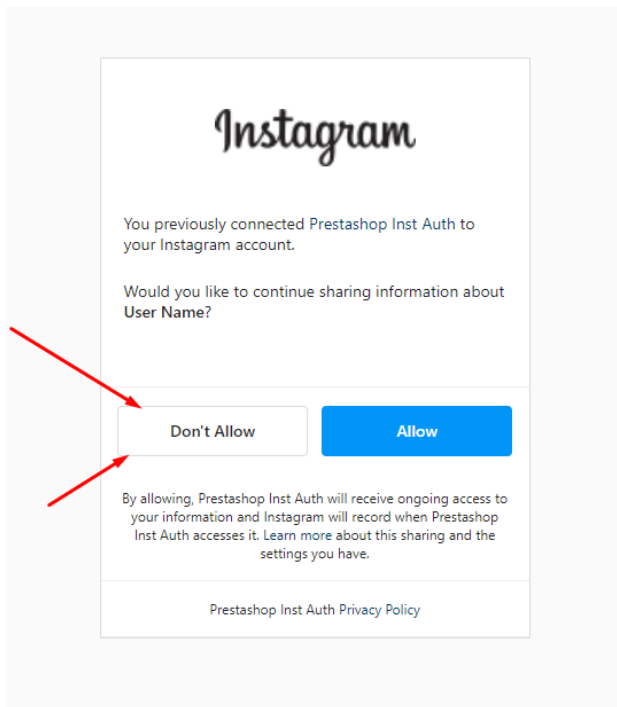 Instagram
You previously connected Prestashop Inst Auth to
your Instagram account.
Would you like to continue sharing information about
User Name?
Don't Allow
Allow
By allowing, Prestashop Inst Auth will receive ongoing access to
your information and Instagram will record when Prestashop
Inst Auth accesses it. Learn more about this sharing and the
settings you have.
Prestashop Inst Auth Privacy Policy